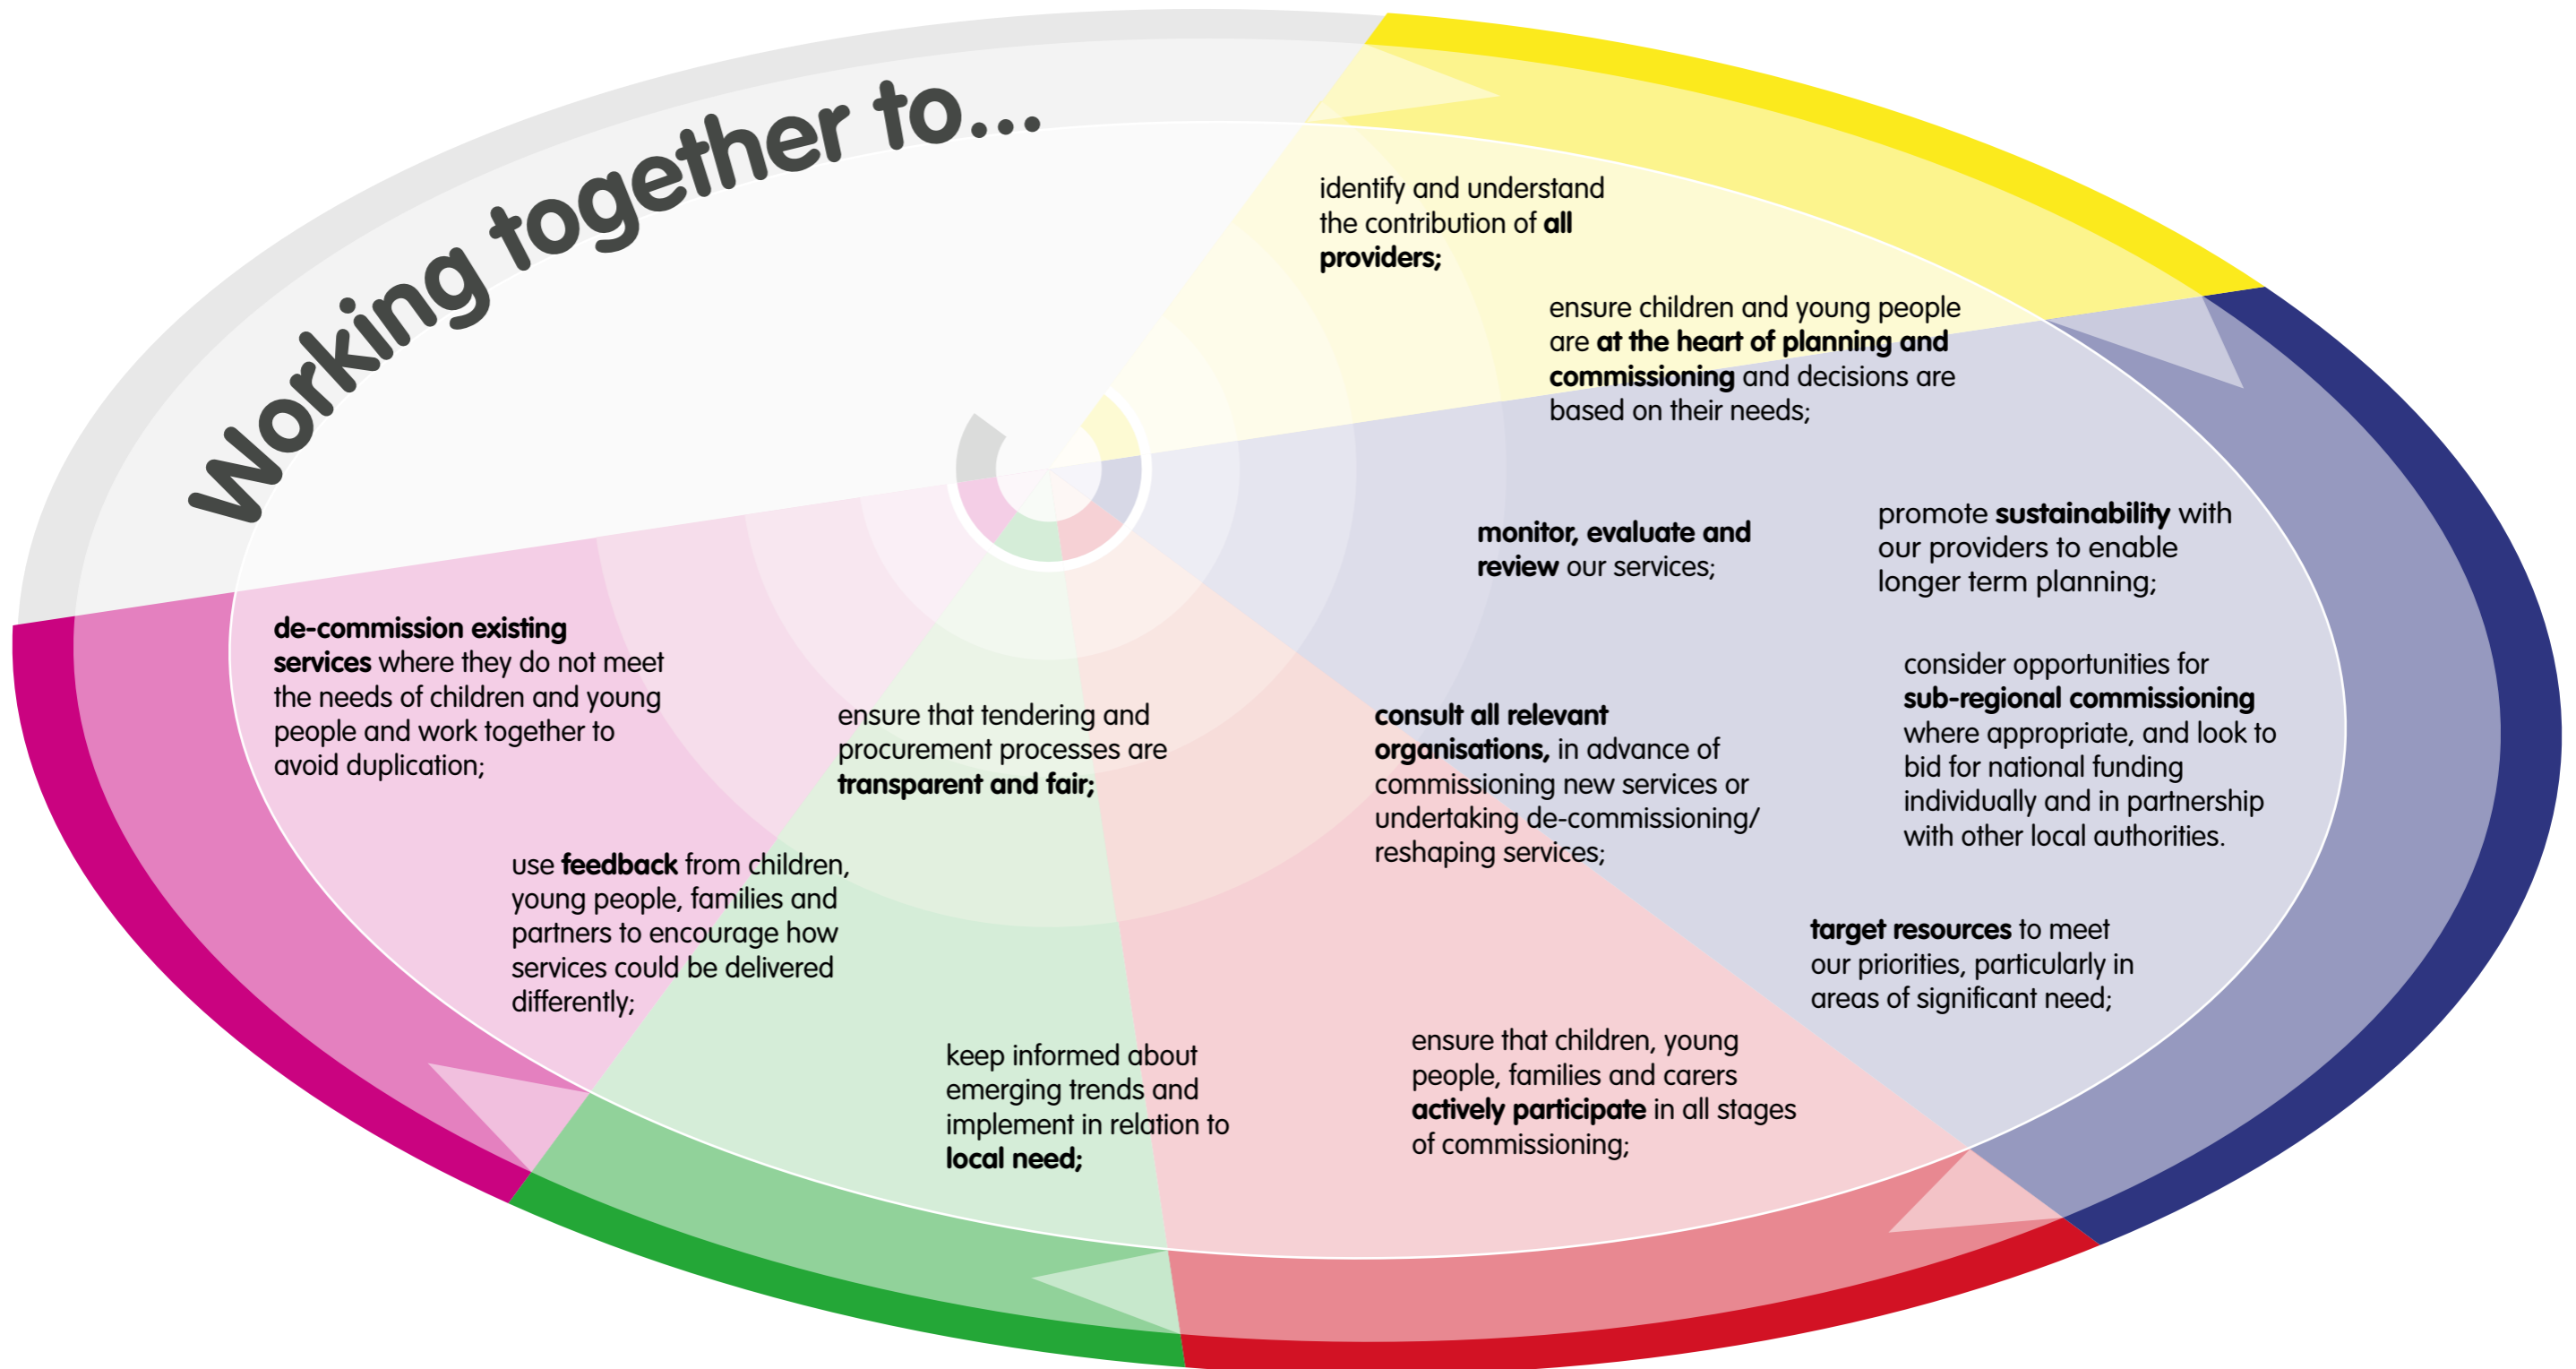 Working together to...
identify and understand
the contribution of all
providers;
ensure children and young people
are at the heart of planning and
commissioning and decisions are
based on their needs;
monitor, evaluate and
review our services;
promote sustainability with
our providers to enable
longer term planning;
consider opportunities for
sub-regional commissioning
where appropriate, and look to
bid for national funding
individually and in partnership
with other local authorities.
target resources to meet
our priorities, particularly in
areas of significant need;
consult all relevant
organisations, in advance of
commissioning new services or
undertaking de-commissioning/
reshaping services;
ensure that children, young
people, families and carers
actively participate in all stages
of commissioning;
ensure that tendering and
procurement processes are
transparent and fair;
keep informed about
emerging trends and
implement in relation to
local need;
de-commission existing
services where they do not meet
the needs of children and young
people and work together to
avoid duplication;
use feedback from children,
young people, families and
partners to encourage how
services could be delivered
differently;